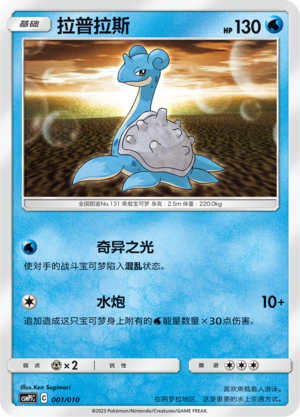 基础 拉普拉斯 HP 130
全国图鉴No.131 乘载宝可梦 身高：2.5m 体重：220.0kg
奇异之光
使对手的战斗宝可梦陷入混乱状态。
水炮 10+
追加造成这只宝可梦身上附有的能量数量×30点伤害。
弱点 ×2 抗性 撤退
Illus.Ken Sugimori
CSMPfC C 001/010
喜欢乘着人游泳。
在阿罗拉地区，这是重要的水上交通方式。
©2023 Pokémon/Nintendo/Creatures/GAME FREAK.